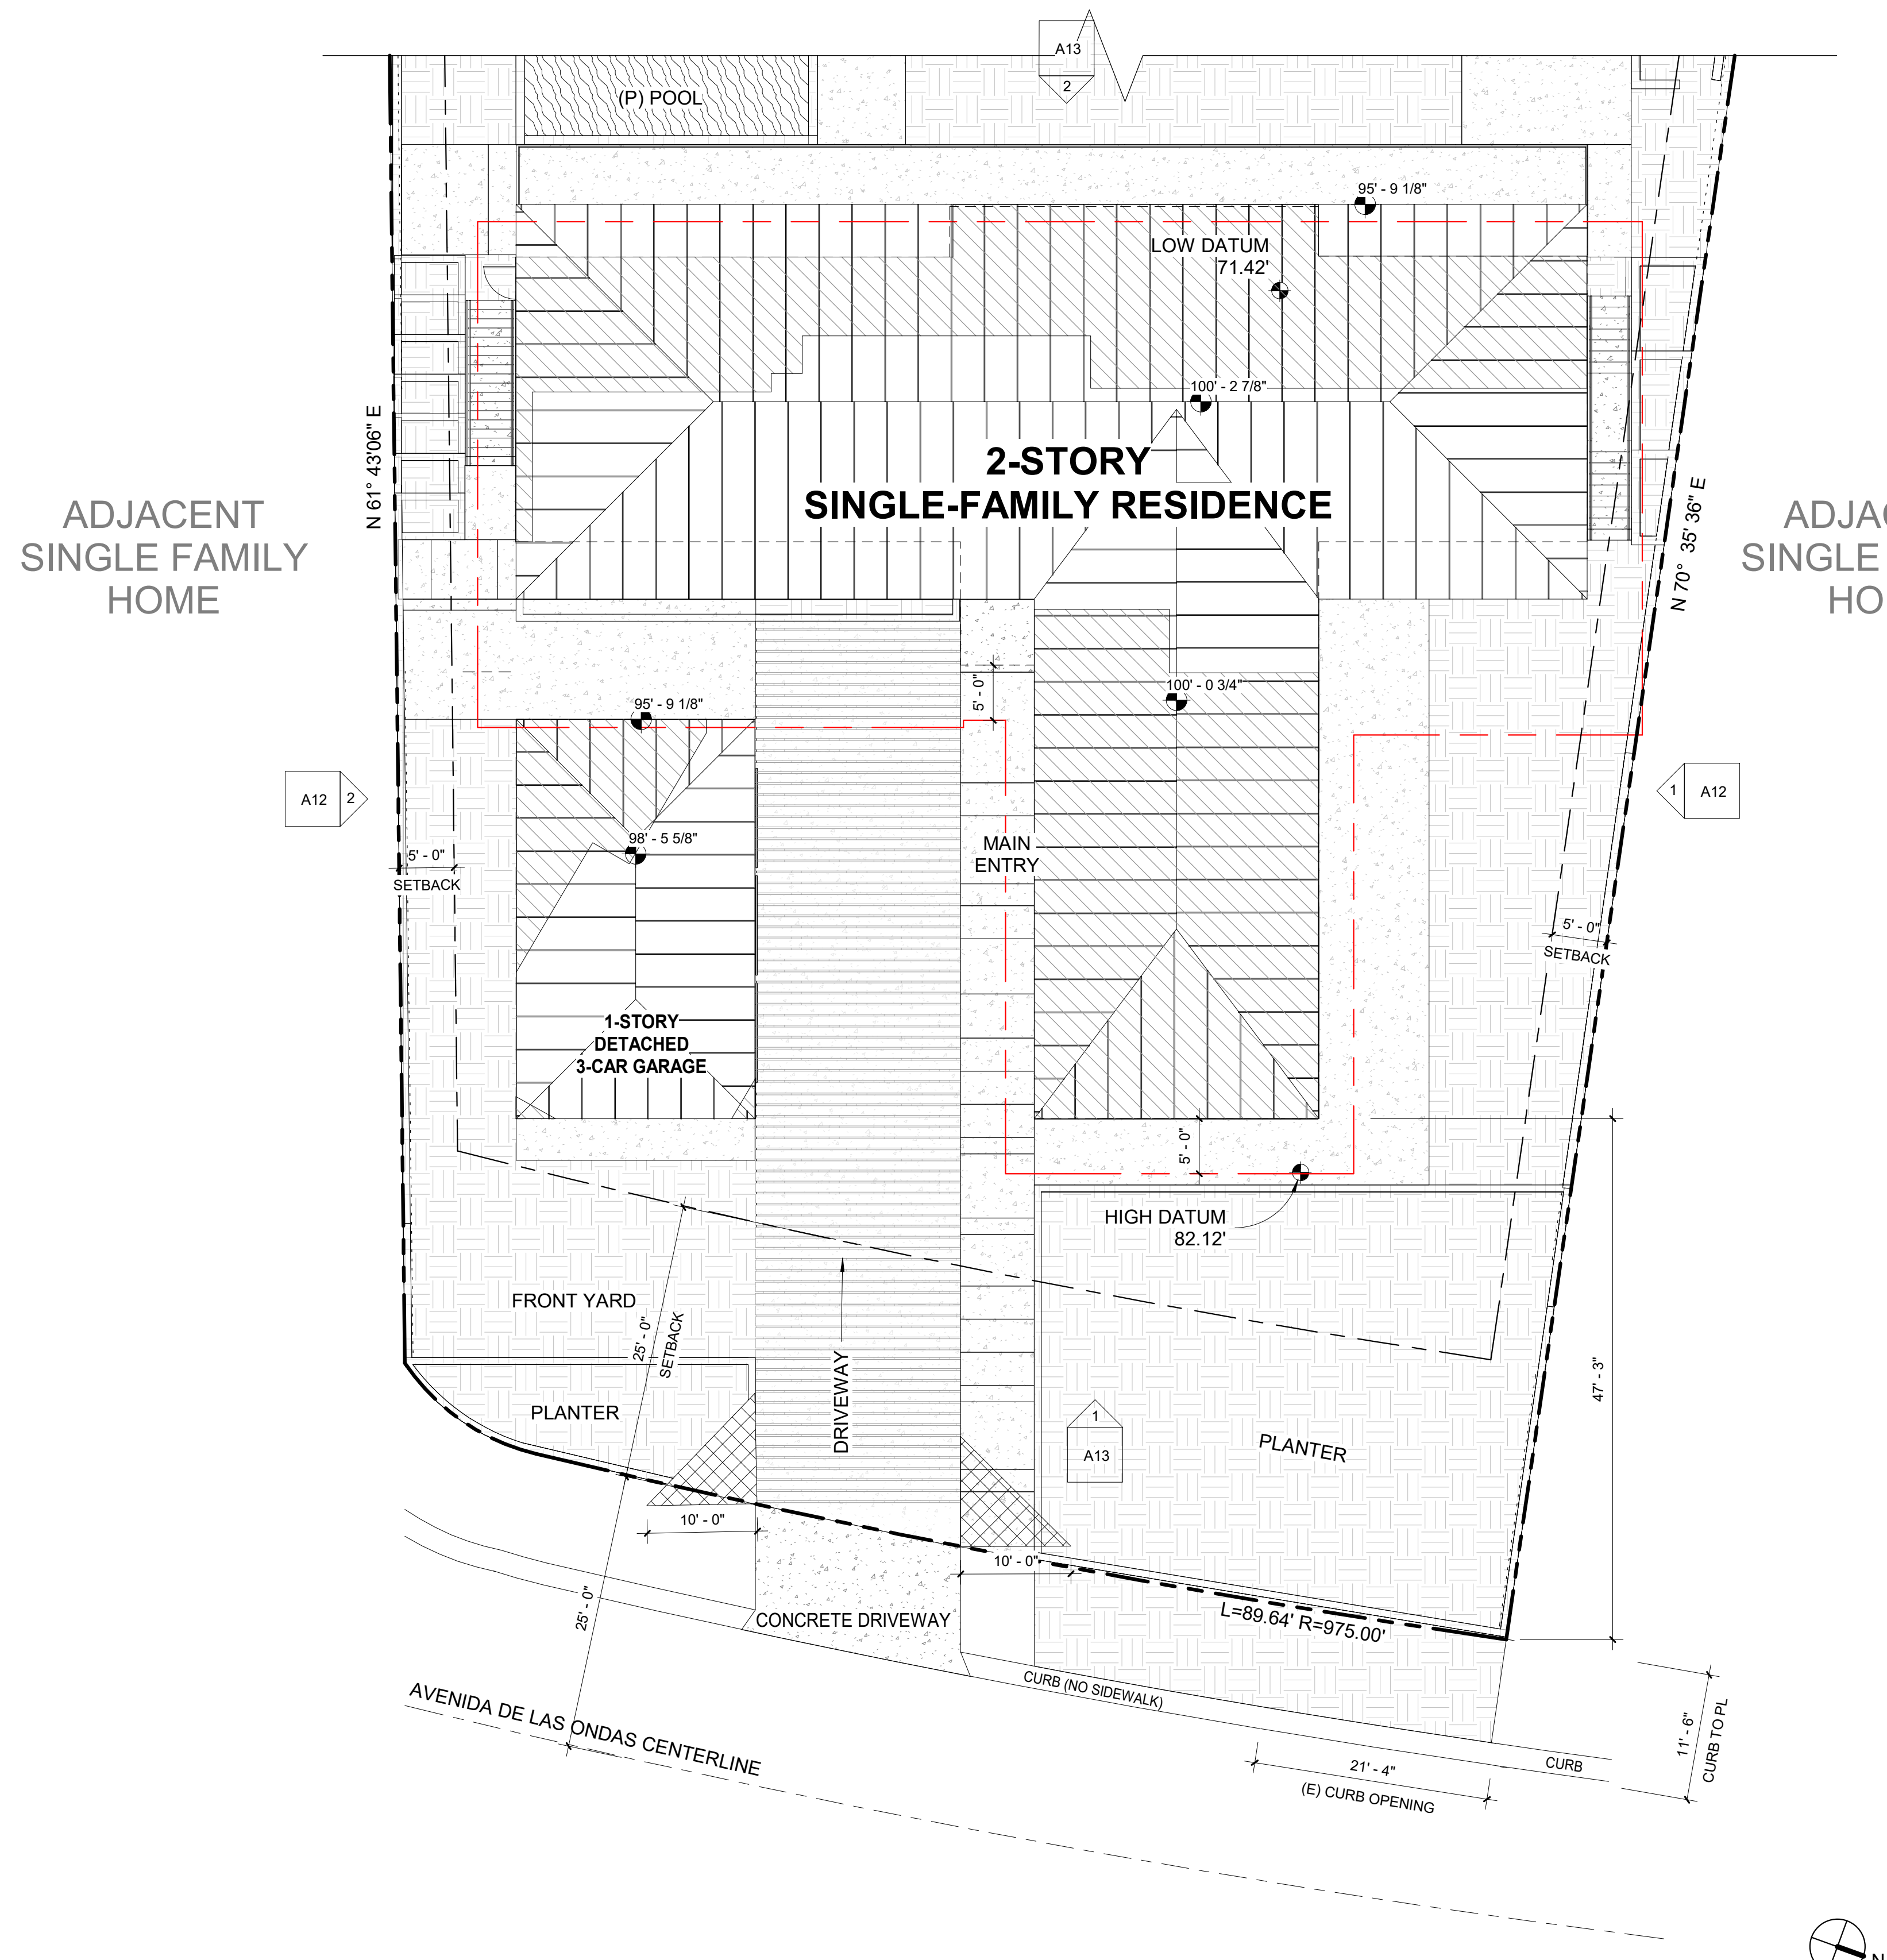 A13
2
(P) POOL
95' - 9 1/8"
LOW DATUM
71.42'
100' - 2 7/8"
2-STORY
SINGLE-FAMILY RESIDENCE
N 61° 43'06" E
ADJACENT
SINGLE FAMILY
HOME
ADJAC
SINGLE
HO
N 70° 35' 36" E
5' - 0"
100' - 0 3/4"
95' - 9 1/8"
A12
2
1
A12
98' - 5 5/8"
MAIN
ENTRY
5' - 0"
SETBACK
5' - 0"
SETBACK
1-STORY
DETACHED
3-CAR GARAGE
5' - 0"
HIGH DATUM
82.12'
FRONT YARD
25' - 0"
SETBACK
DRIVEWAY
47' - 3"
PLANTER
1
A13
PLANTER
10' - 0"
10' - 0"
25' - 0"
CONCRETE DRIVEWAY
L=89.64' R=975.00'
CURB (NO SIDEWALK)
AVENIDA DE LAS ONDAS CENTERLINE
11' - 6"
CURB TO PL
CURB
21' - 4"
(E) CURB OPENING
N